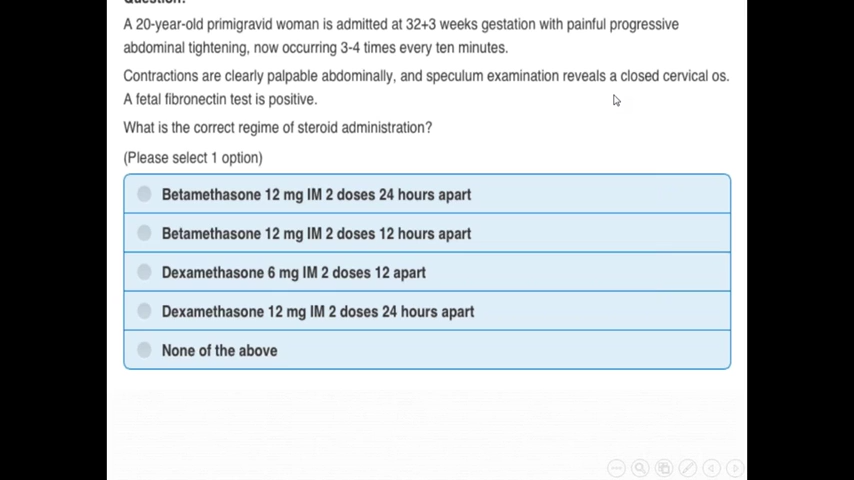 Question:
A 20-year-old primigravid woman is admitted at 32+3 weeks gestation with painful progressive
abdominal tightening, now occurring 3-4 times every ten minutes.
Contractions are clearly palpable abdominally, and speculum examination reveals a closed cervical os.
A fetal fibronectin test is positive.
What is the correct regime of steroid administration?
(Please select 1 option)
Betamethasone 12 mg IM 2 doses 24 hours apart
Betamethasone 12 mg IM 2 doses 12 hours apart
Dexamethasone 6 mg IM 2 doses 12 apart
Dexamethasone 12 mg IM 2 doses 24 hours apart
None of the above